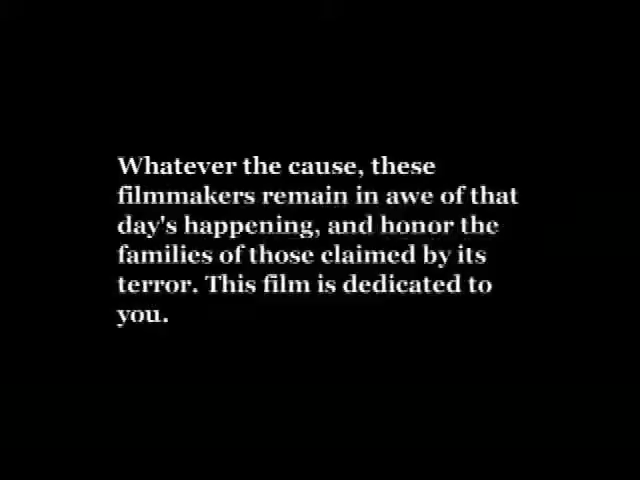 Whatever the cause, these
filmmakers remain in awe of that
day's happening, and honor the
families of those claimed by its
terror. This film is dedicated to
you.